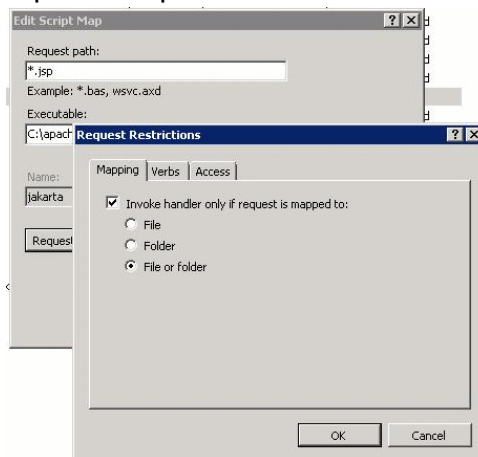 Edit Script Map
Request path:
*.jsp
Example: *.bas, wsvc.axd
Executable:
C:\apach
Name:
jakarta
Request
Request Restrictions
Mapping Verbs Access
Invoke handler only if request is mapped to:
File
Folder
File or folder
OK Cancel